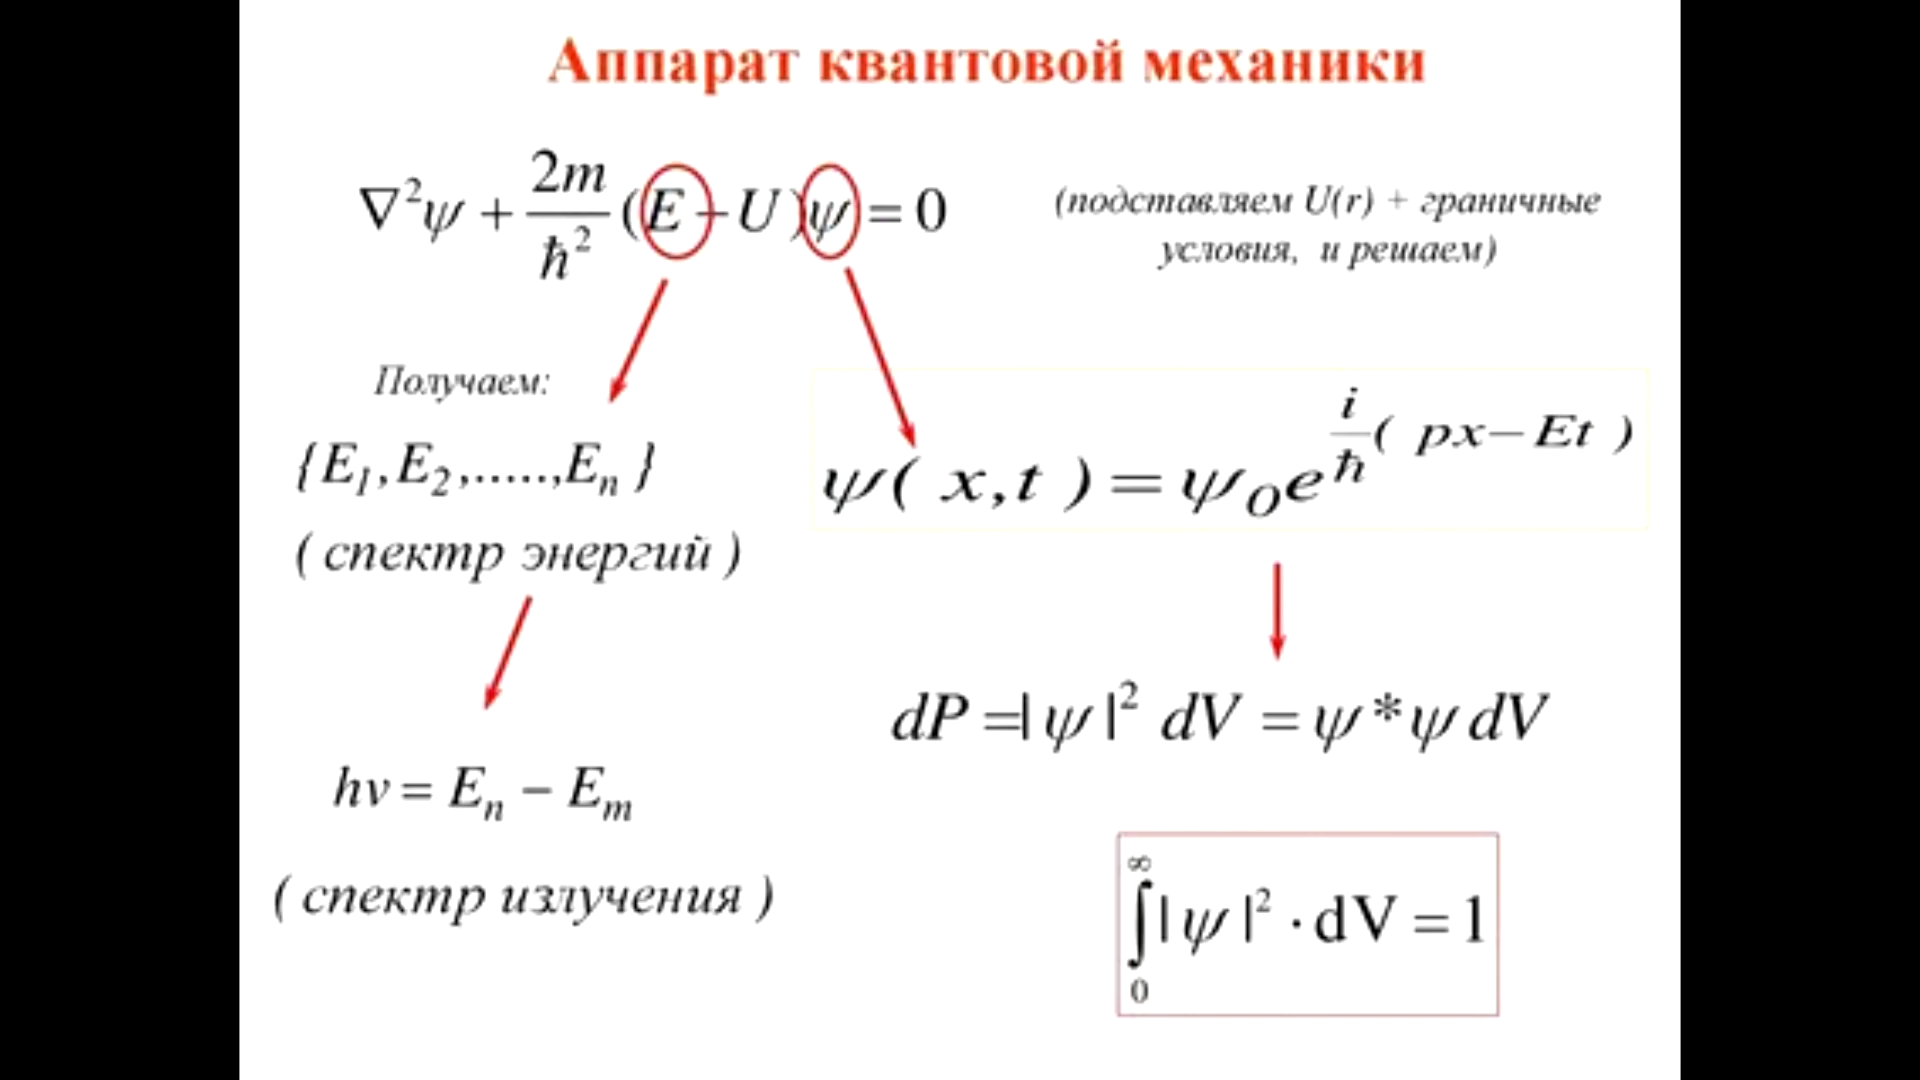 Аппарат квантовой механики
∇²ψ + 2m/ħ² (E − U)ψ = 0
(подставляем U(r) + граничные
условия, и решаем)
Получаем:
{E₁, E₂, ......, Eₙ }
( спектр энергий )
ψ( x,t ) = ψ₀e^(i/ħ ( px−Et ))
dP =|ψ|² dV = ψ*ψ dV
hν = Eₙ − Eₘ
( спектр излучения )
∫₀^∞ |ψ|² · dV = 1